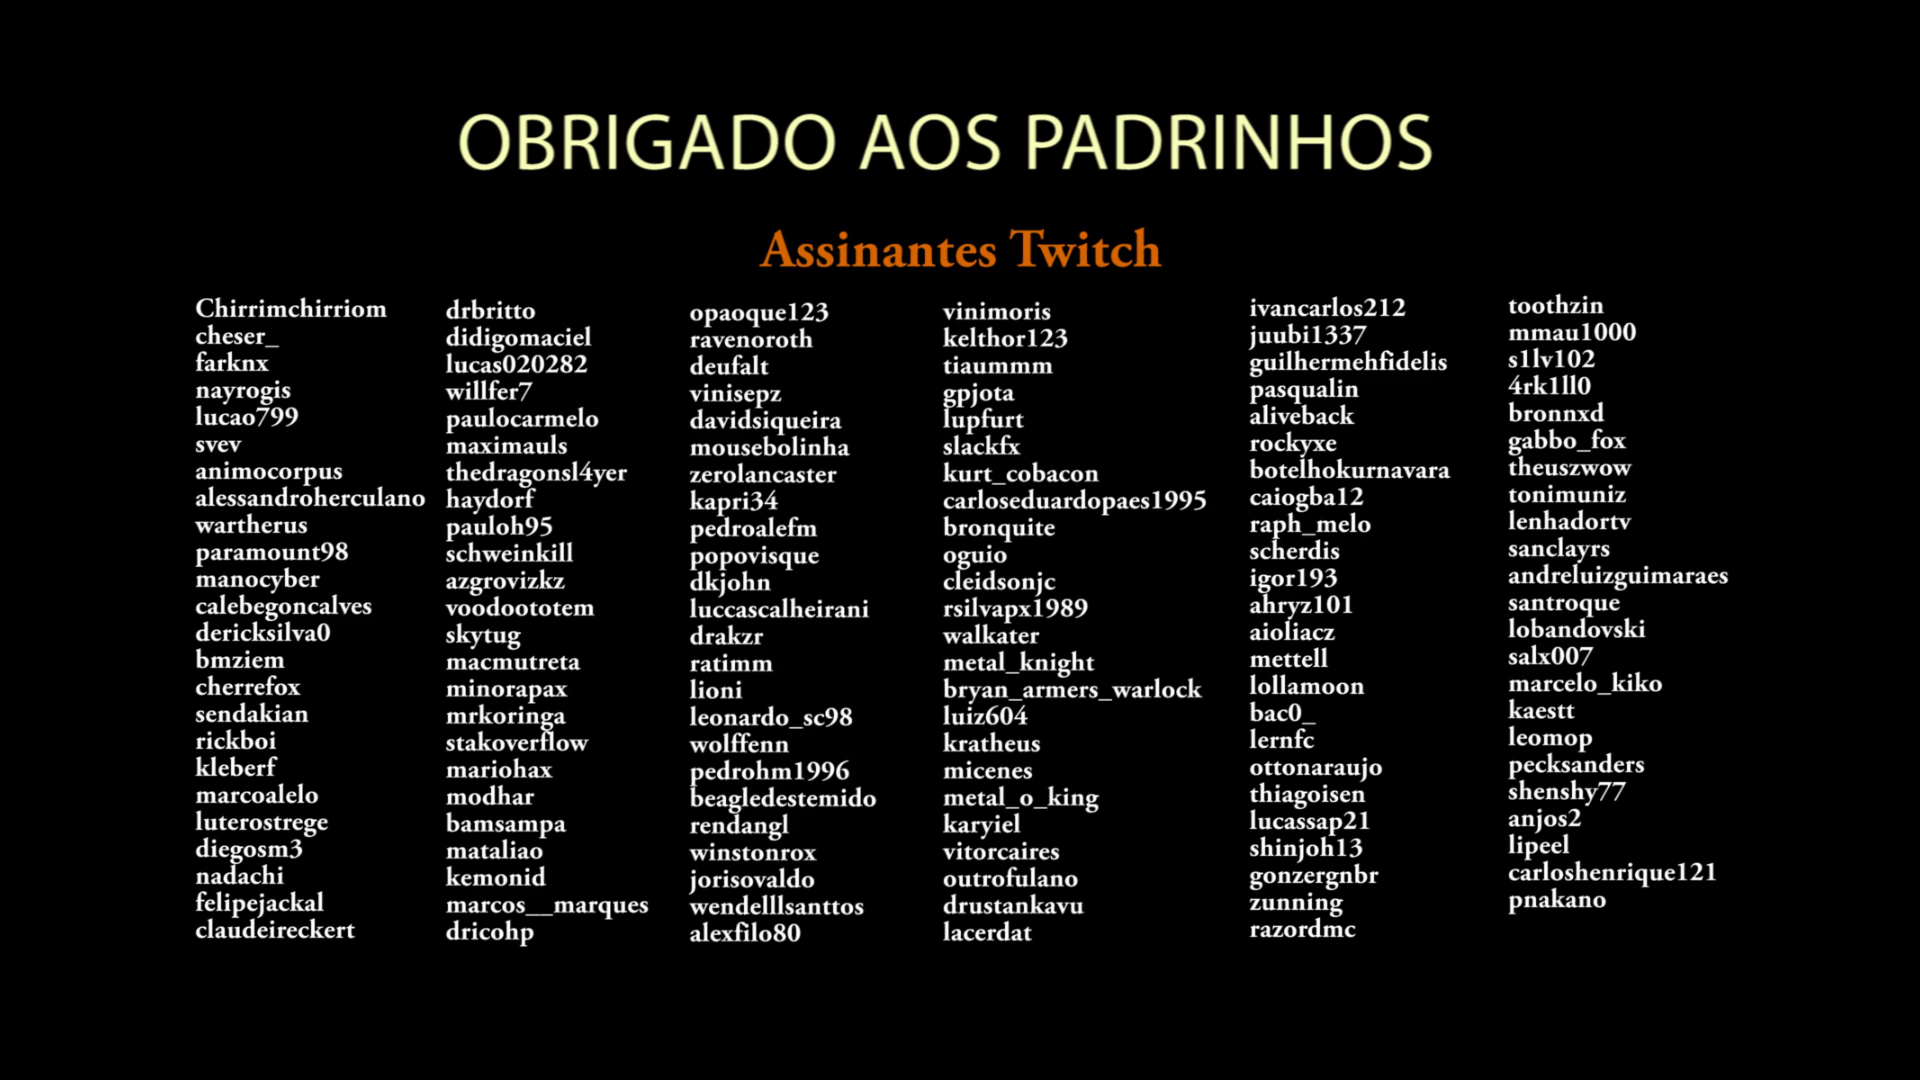 OBRIGADO AOS PADRINHOS
Assinantes Twitch
Chirrimchirriom
cheser_
farknx
nayrogis
lucao799
svev
animocorpus
alessandroherculano
wartherus
paramount98
manocyber
calebegoncalves
dericksilva0
bmziem
cherrefox
sendakian
rickboi
kleberf
marcoalelo
luterostrege
diegosm3
nadachi
felipejackal
claudeireckert
drbritto
didigomaciel
lucas020282
willfer7
paulocarmelo
maximauls
thedragonsl4yer
haydorf
pauloh95
schweinkill
azgrovizkz
voodoototem
skytug
macmutreta
minorapax
mrkoringa
stakoverflow
mariohax
modhar
bamsampa
mataliao
kemonid
marcos__marques
dricohp
opaoque123
ravenoroth
deufalt
vinisepz
davidsiqueira
mousebolinha
zerolancaster
kapri34
pedroalefm
popovisque
dkjohn
luccascalheirani
drakzr
ratimm
lioni
leonardo_sc98
wolffenn
pedrohm1996
beagledestemido
rendangl
winstonrox
jorisovaldo
wendelllsanttos
alexfilo80
vinimoris
kelthor123
tiaummm
gpjota
lupfurt
slackfx
kurt_cobacon
carloseduardopaes1995
bronquite
oguio
cleidsonjc
rsilvapx1989
walkater
metal_knight
bryan_armers_warlock
luiz604
kratheus
micenes
metal_o_king
karyiel
vitorcaires
outrofulano
drustankavu
lacerdat
ivancarlos212
juubi1337
guilhermehfidelis
pasqualin
aliveback
rockyxe
botelhokurnavara
caiogba12
raph_melo
scherdis
igor193
ahryz101
aioliacz
mettell
lollamoon
bac0_
lernfc
ottonaraujo
thiagoisen
lucassap21
shinjoh13
gonzergnbr
zunning
razordmc
toothzin
mmau1000
s1lv102
4rk1ll0
bronnxd
gabbo_fox
theuszwow
tonimuniz
lenhadortv
sanclayrs
andreluizguimaraes
santroque
lobandovski
salx007
marcelo_kiko
kaestt
leomop
pecksanders
shenshy77
anjos2
lipeel
carloshenrique121
pnakano